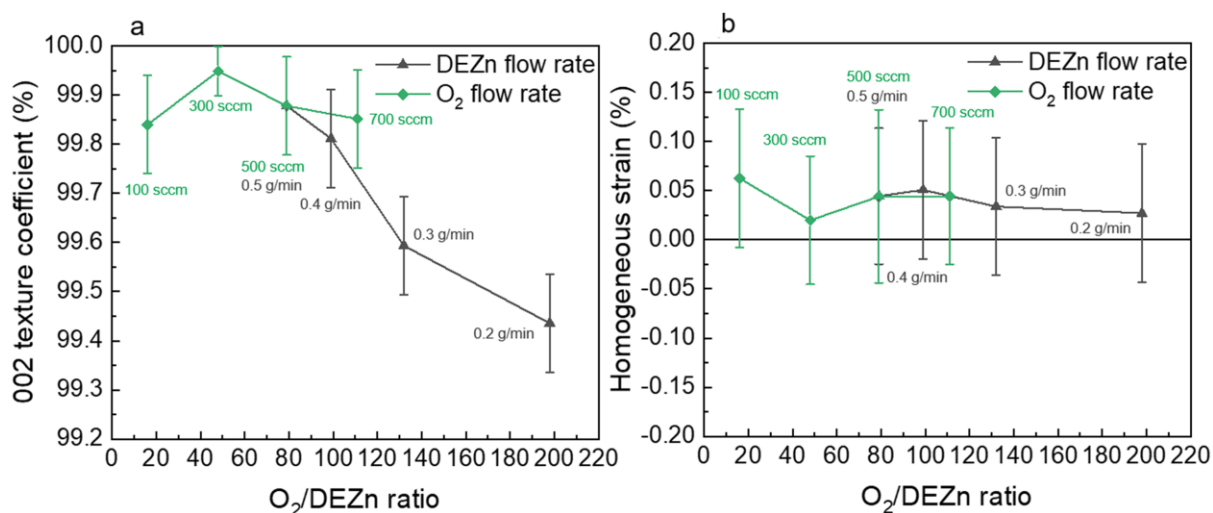 a
100.0
99.9
99.8
99.7
99.6
99.5
99.4
99.3
99.2
002 texture coefficient (%)
DEZn flow rate
O₂ flow rate
100 sccm
300 sccm
500 sccm
0.5 g/min
0.4 g/min
700 sccm
0.3 g/min
0.2 g/min
0 20 40 60 80 100 120 140 160 180 200 220
O₂/DEZn ratio
b
0.20
0.15
0.10
0.05
0.00
-0.05
-0.10
-0.15
-0.20
Homogeneous strain (%)
DEZn flow rate
O₂ flow rate
100 sccm
300 sccm
500 sccm
0.5 g/min
700 sccm
0.4 g/min
0.3 g/min
0.2 g/min
0 20 40 60 80 100 120 140 160 180 200 220
O₂/DEZn ratio